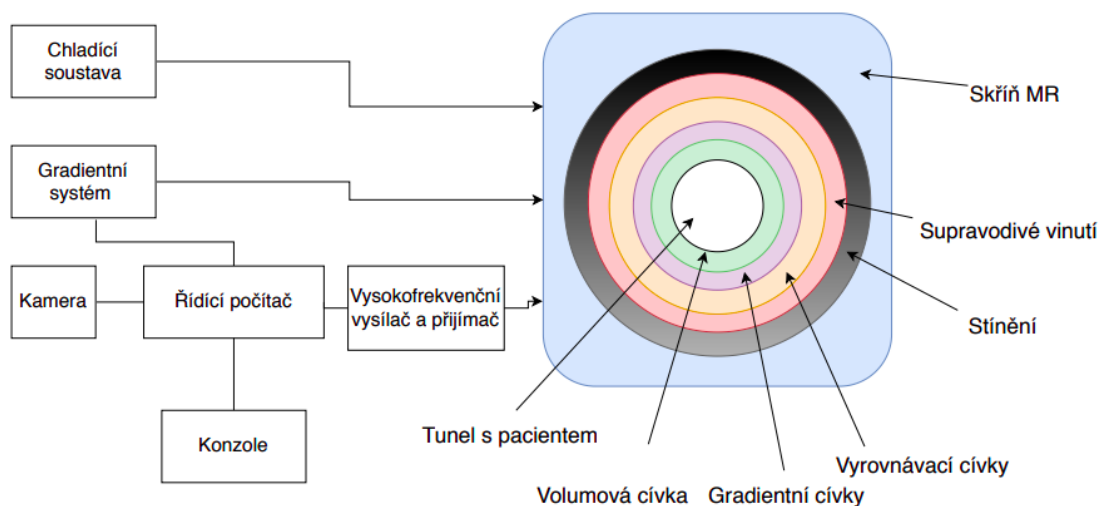 Chladící
soustava
Gradientní
systém
Kamera
Řídící počítač
Vysokofrekvenční
vysílač a přijímač
Konzole
Skříň MR
Supravodivé vinutí
Stínění
Tunel s pacientem
Vyrovnávací cívky
Volumová cívka
Gradientní cívky